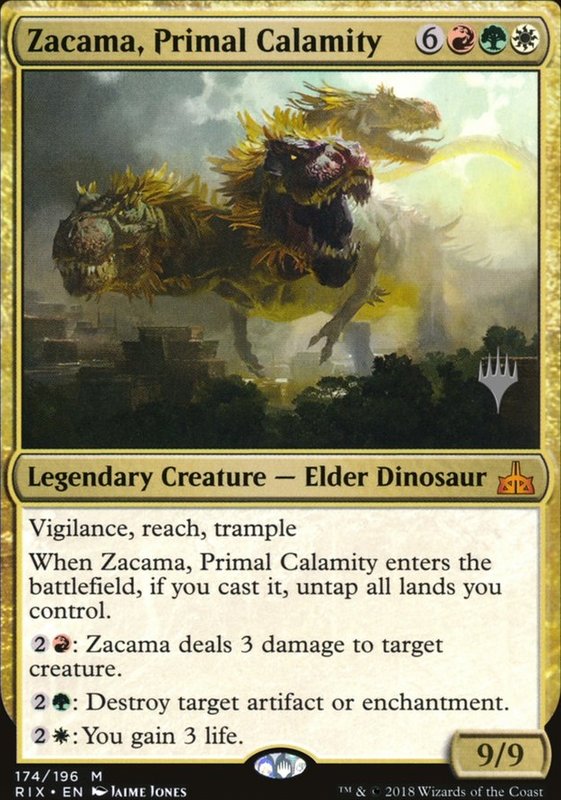 Zacama, Primal Calamity 6
Legendary Creature — Elder Dinosaur
Vigilance, reach, trample
When Zacama, Primal Calamity enters the
battlefield, if you cast it, untap all lands you
control.
2: Zacama deals 3 damage to target
creature.
2: Destroy target artifact or enchantment.
2: You gain 3 life.
9/9
174/196 M
RIX • EN JAIME JONES
™ & © 2018 Wizards of the Coast